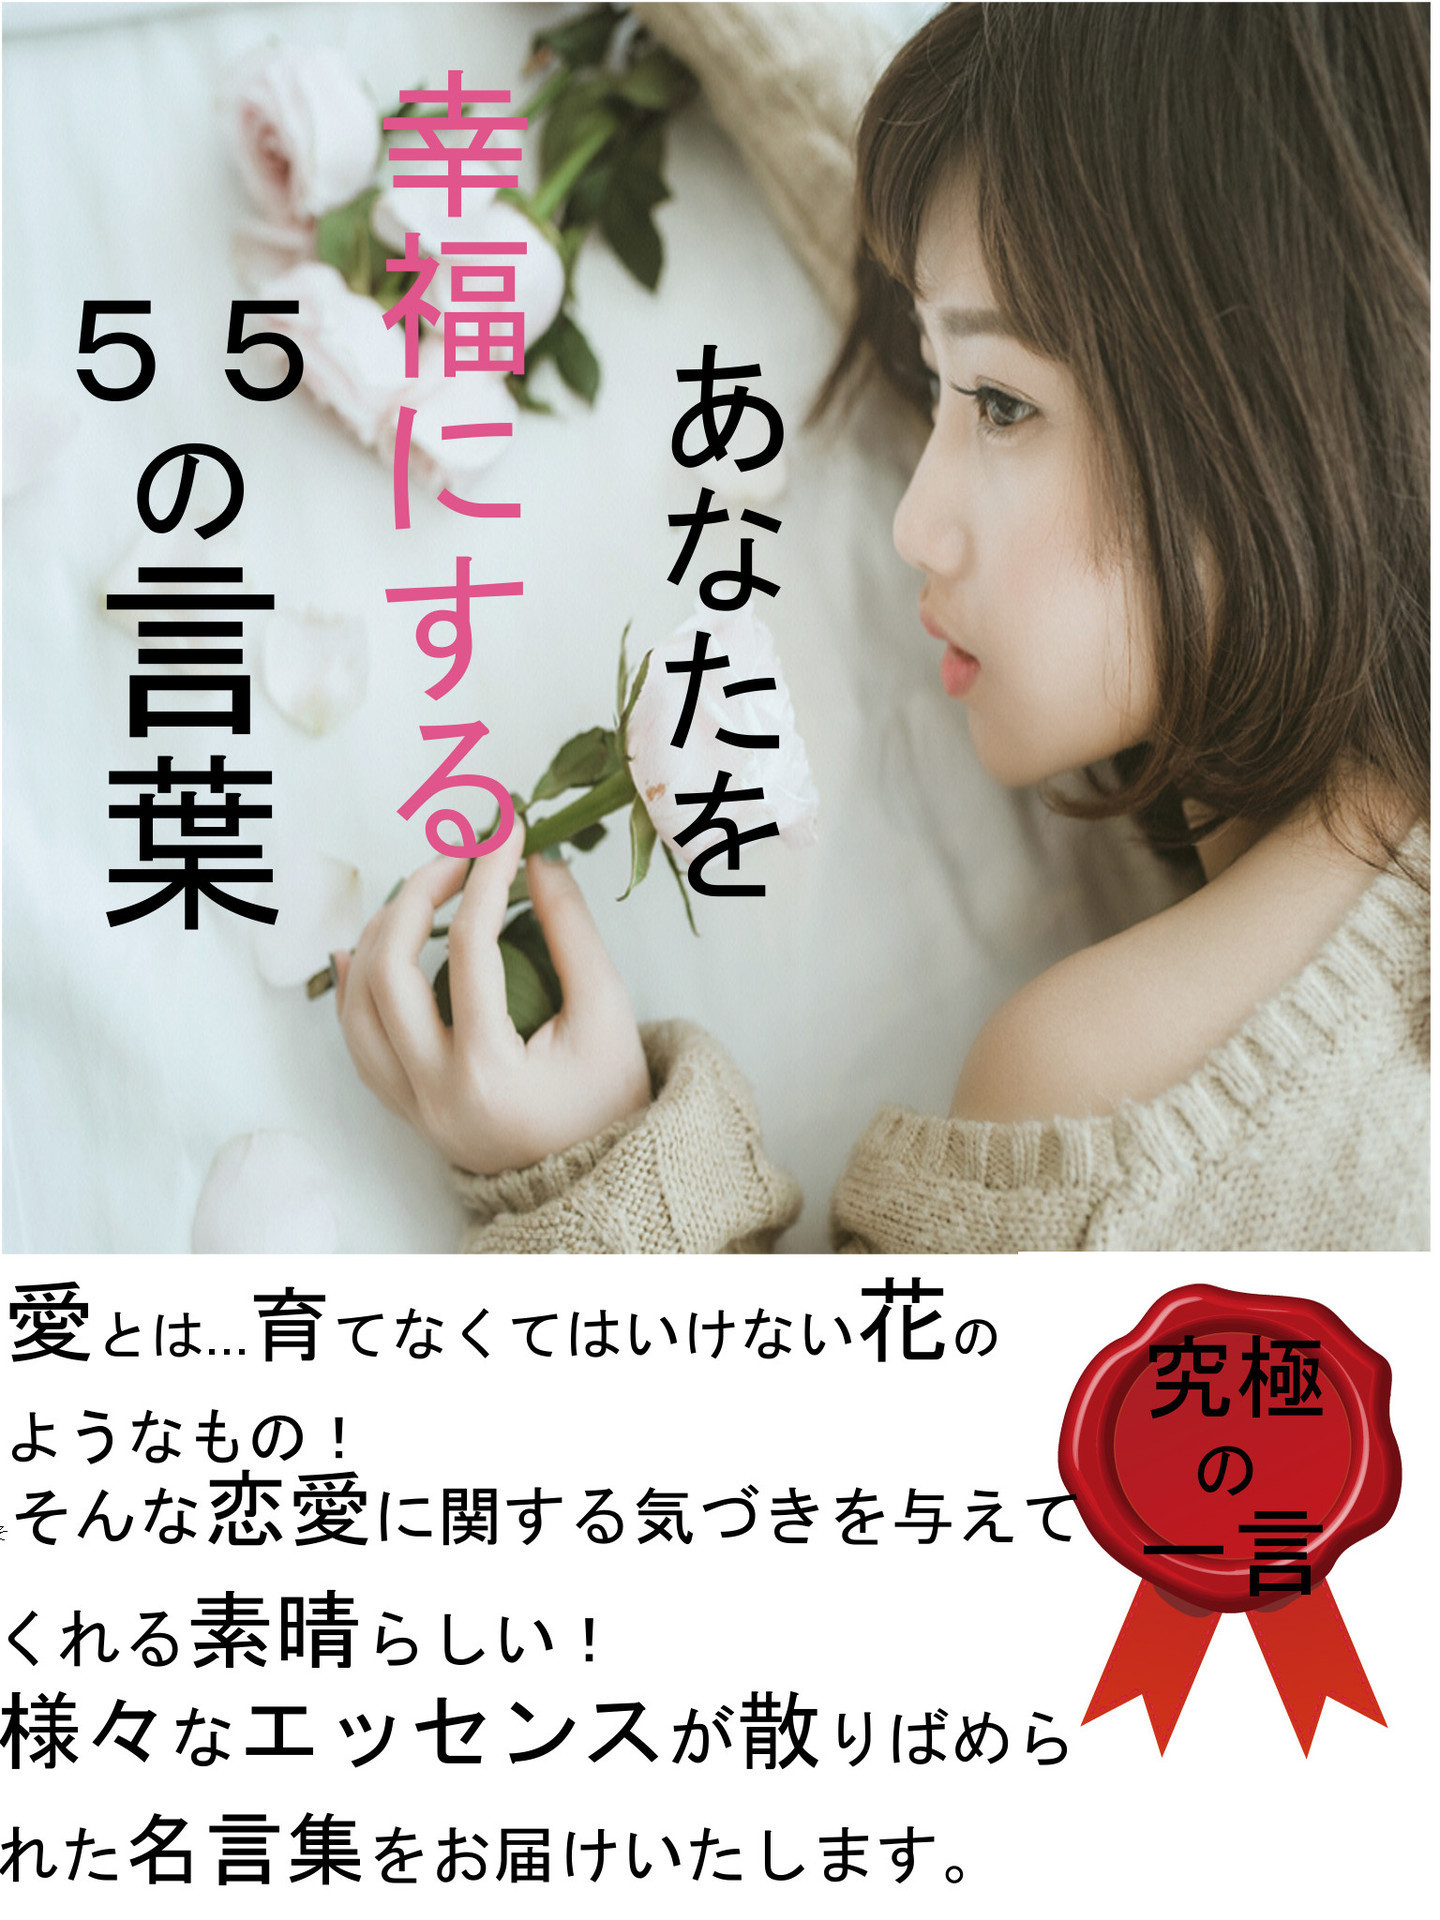 あなたを
幸福にする
５５の言葉
愛とは...育てなくてはいけない花の
ようなもの！
そ
そんな恋愛に関する気づきを与えて
くれる素晴らしい！
様々なエッセンスが散りばめら
れた名言集をお届けいたします。
究極
の
一言